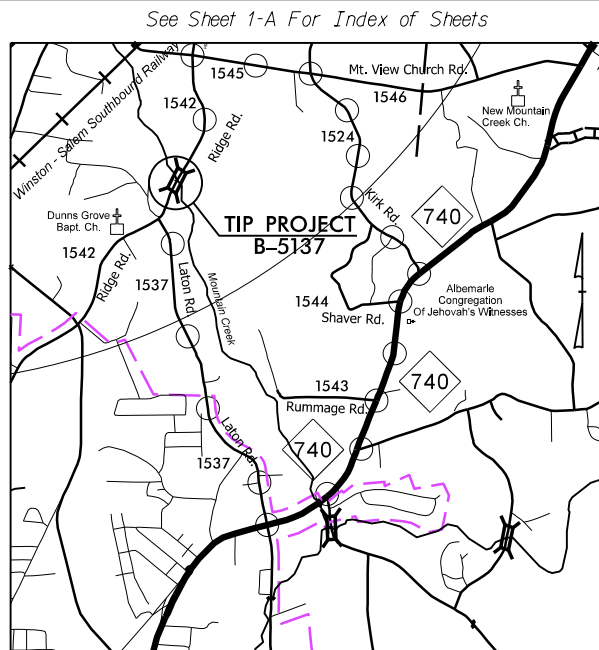 See Sheet 1-A For Index of Sheets
Winston - Salem Southbound Railway
1545
Mt. View Church Rd.
1546
1542
Ridge Rd.
1524
New Mountain
Creek Ch.
Kirk Rd.
740
Dunns Grove
Bapt. Ch.
TIP PROJECT
B-5137
1542
Ridge Rd.
1537
Laton Rd.
Mountain Creek
1544
Shaver Rd.
Albemarle
Congregation
Of Jehovah's Witnesses
740
1543
Rummage Rd.
Laton Rd.
1537
740